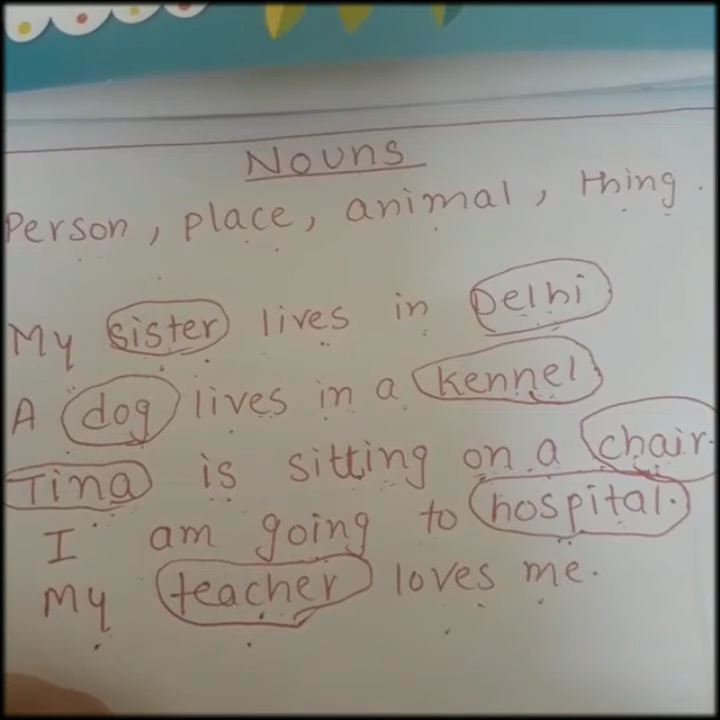 Nouns
Person, place, animal, thing.
My sister lives in Delhi
A dog lives in a kennel
Tina is sitting on a chair.
I am going to hospital.
My teacher loves me.